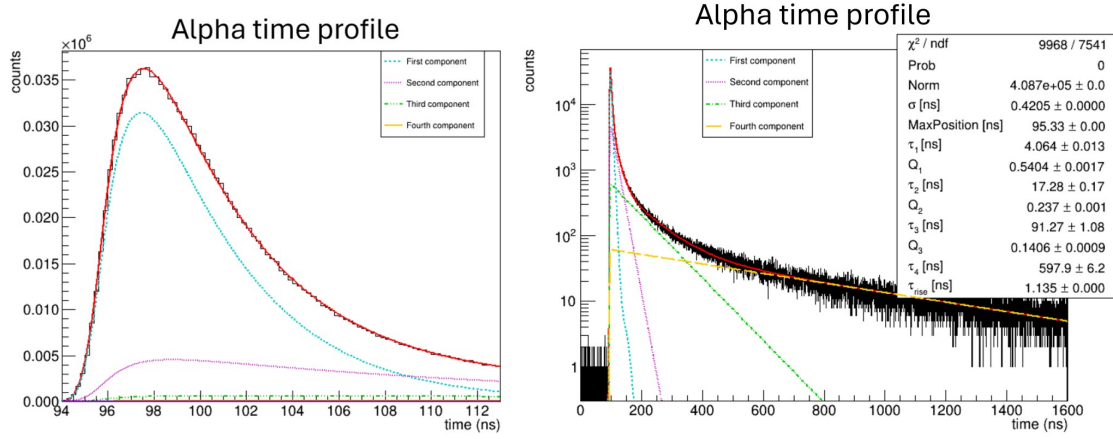 Alpha time profile
×10⁶
counts
0.035
0.030
0.025
0.020
0.015
0.010
0.005
0.000
First component
Second component
Third component
Fourth component
94 96 98 100 102 104 106 108 110 112
time (ns)
Alpha time profile
counts
10⁴
10³
10²
10
1
First component
Second component
Third component
Fourth component
χ² / ndf 9968 / 7541
Prob 0
Norm 4.087e+05 ± 0.0
σ [ns] 0.4205 ± 0.0000
MaxPosition [ns] 95.33 ± 0.00
τ₁ [ns] 4.064 ± 0.013
Q₁ 0.5404 ± 0.0017
τ₂ [ns] 17.28 ± 0.17
Q₂ 0.237 ± 0.001
τ₃ [ns] 91.27 ± 1.08
Q₃ 0.1406 ± 0.0009
τ₄ [ns] 597.9 ± 6.2
τrise [ns] 1.135 ± 0.000
0 200 400 600 800 1000 1200 1400 1600
time (ns)